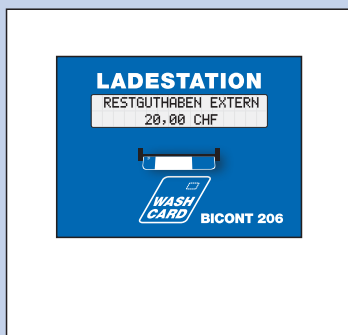 LADESTATION
RESTGUTHABEN EXTERN
20,00 CHF
WASH
CARD
BICONT 206